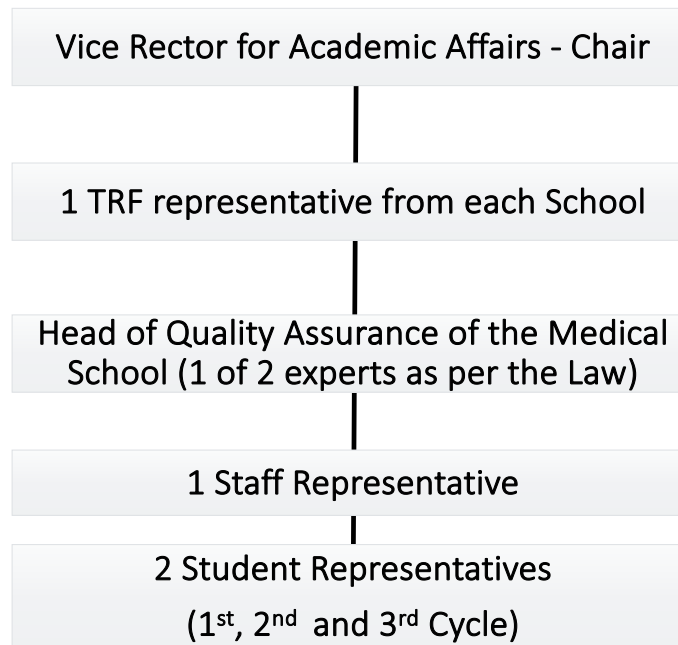 Vice Rector for Academic Affairs - Chair
1 TRF representative from each School
Head of Quality Assurance of the Medical
School (1 of 2 experts as per the Law)
1 Staff Representative
2 Student Representatives
(1st, 2nd and 3rd Cycle)